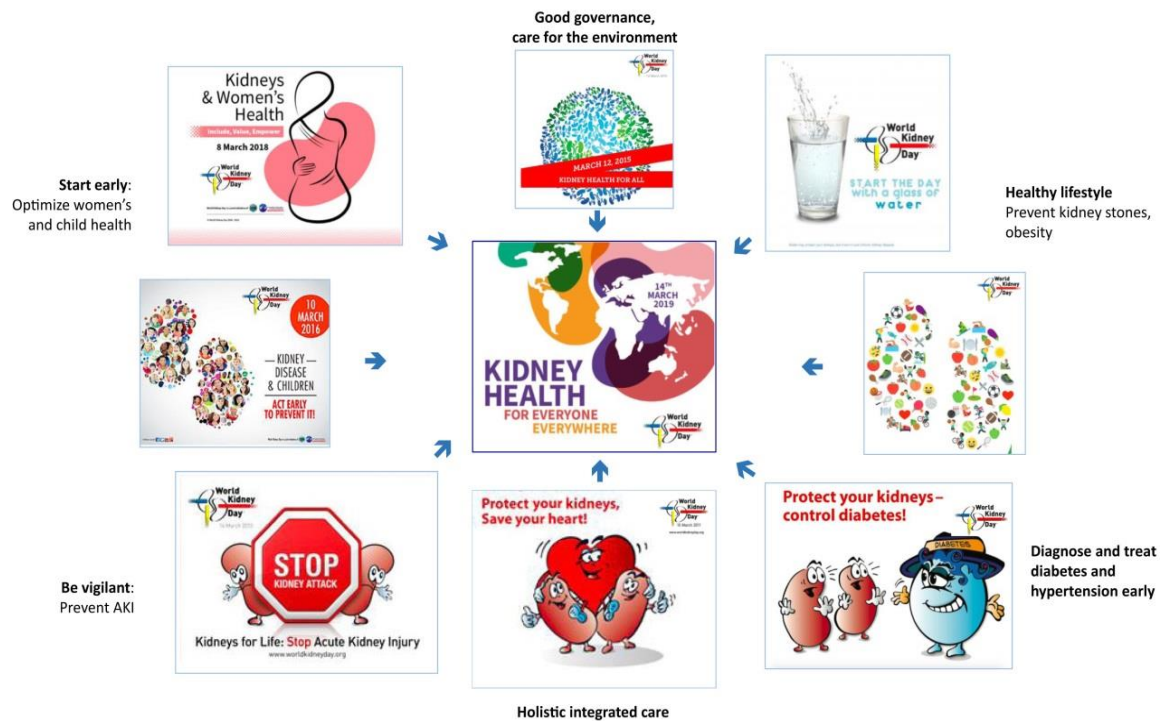 Good governance,
care for the environment
Kidneys
& Women's
Health
Include, Value, Empower
8 March 2018
World
Kidney
Day
Start early:
Optimize women's
and child health
World
Kidney
Day
MARCH 12, 2015
KIDNEY HEALTH FOR ALL
World
Kidney
Day
START THE DAY
with a glass of
water
Healthy lifestyle
Prevent kidney stones,
obesity
World
Kidney
Day
10
MARCH
2016
KIDNEY
DISEASE
& CHILDREN
ACT EARLY
TO PREVENT IT!
14TH
MARCH
2019
KIDNEY
HEALTH
FOR EVERYONE
EVERYWHERE
World
Kidney
Day
World
Kidney
Day
Be vigilant:
Prevent AKI
World
Kidney
Day
STOP
KIDNEY ATTACK
Kidneys for Life: Stop Acute Kidney Injury
www.worldkidneyday.org
Protect your kidneys,
Save your heart!
World
Kidney
Day
www.worldkidneyday.org
Protect your kidneys–
control diabetes!
World
Kidney
Day
DIABETES
Diagnose and treat
diabetes and
hypertension early
Holistic integrated care